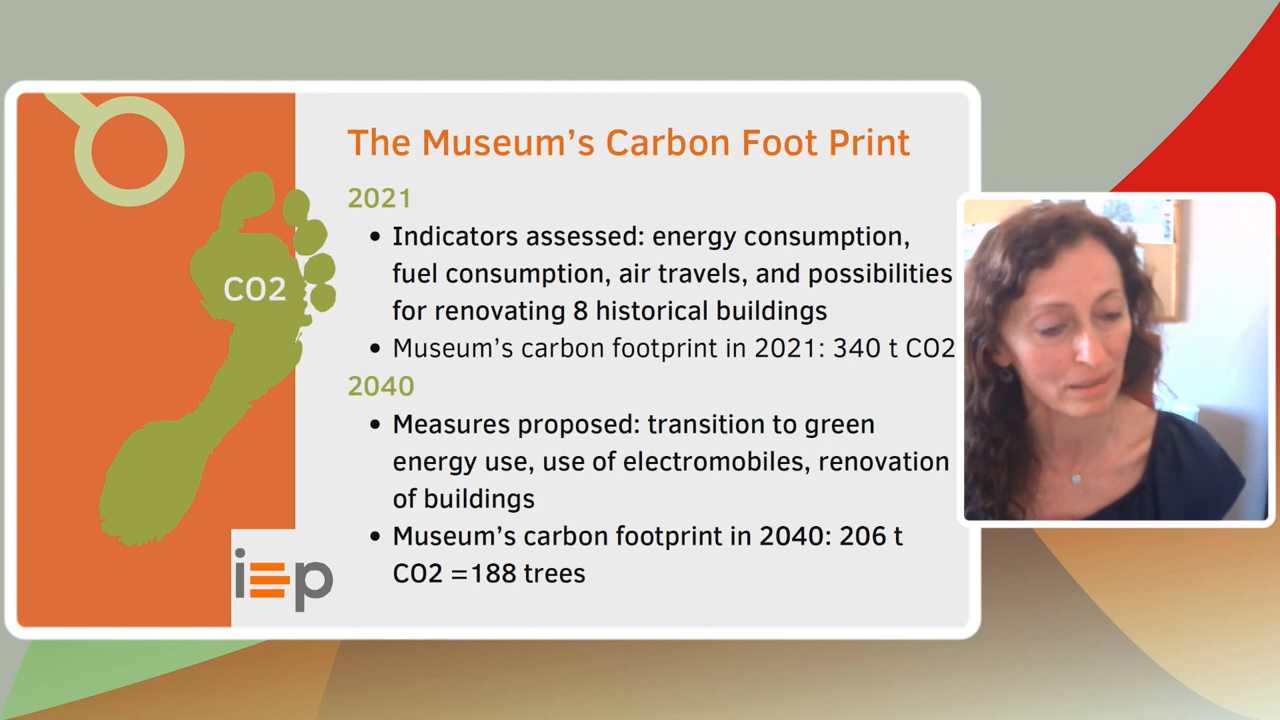 The Museum's Carbon Foot Print
2021
• Indicators assessed: energy consumption,
fuel consumption, air travels, and possibilities
for renovating 8 historical buildings
• Museum's carbon footprint in 2021: 340 t CO2
2040
• Measures proposed: transition to green
energy use, use of electromobiles, renovation
of buildings
• Museum's carbon footprint in 2040: 206 t
CO2 =188 trees
CO2
iep